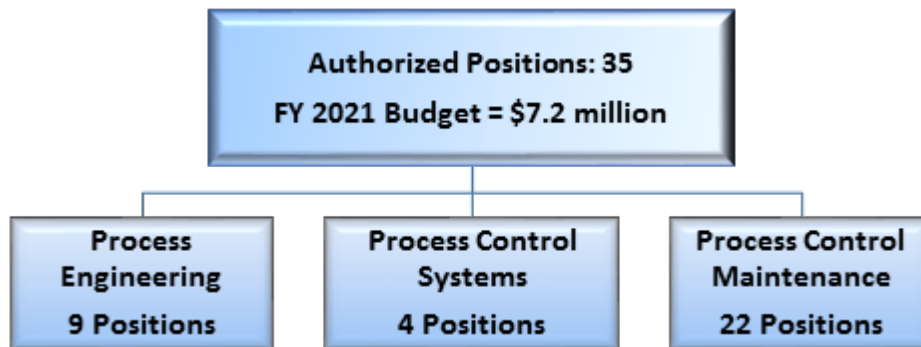 Authorized Positions: 35
FY 2021 Budget = $7.2 million
Process
Engineering
9 Positions
Process Control
Systems
4 Positions
Process Control
Maintenance
22 Positions